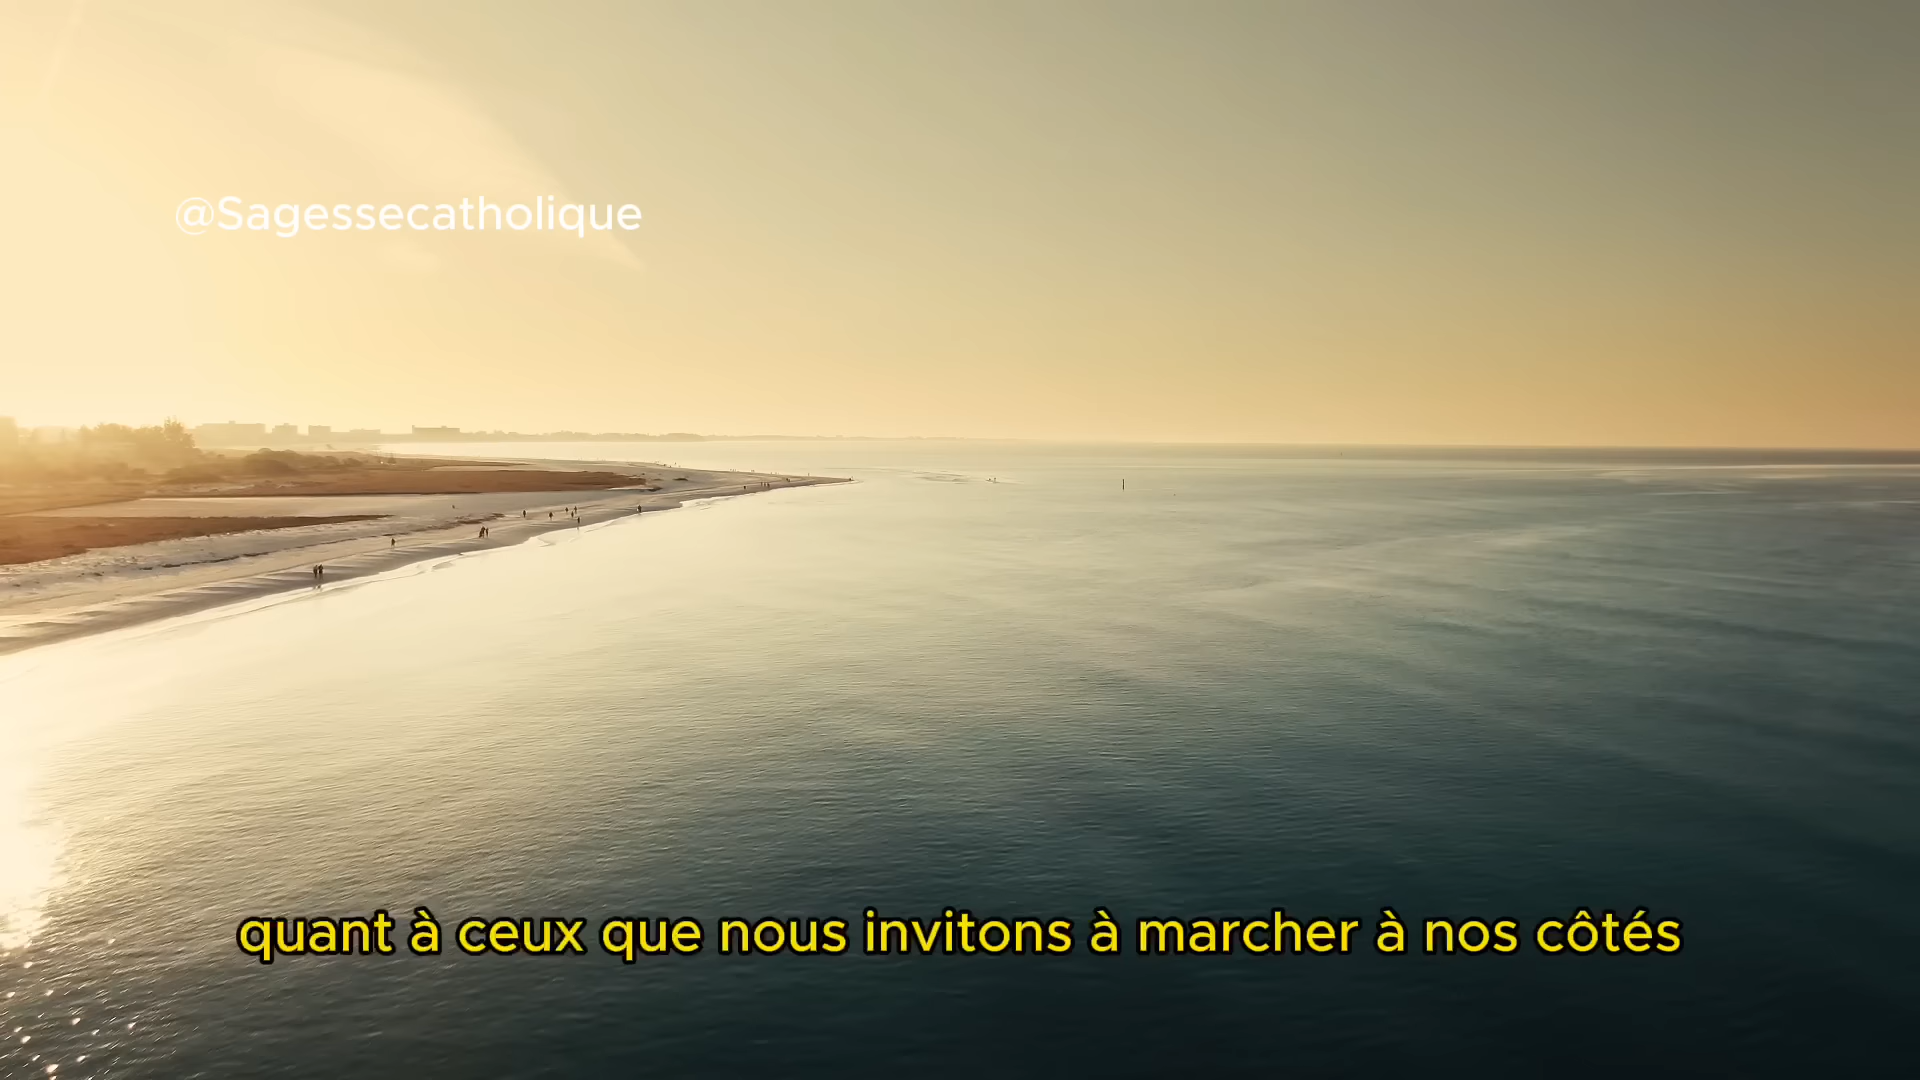 @Sagessecatholique
quant à ceux que nous invitons à marcher à nos côtés